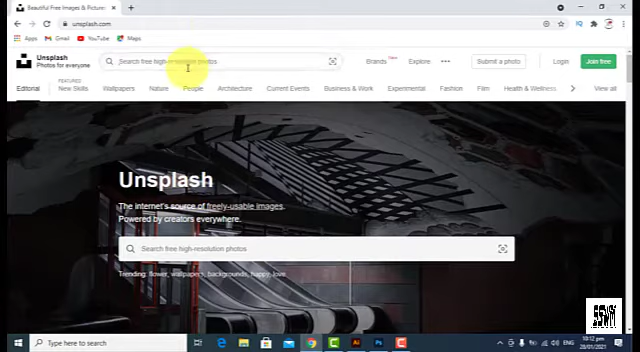 Beautiful Free Images & Pictures
unsplash.com
Apps Gmail YouTube Maps
Unsplash
Photos for everyone
Search free high-resolution photos
Brands New Explore ••• Submit a photo Login Join free
Editorial
FEATURED
New Skills Wallpapers Nature People Architecture Current Events Business & Work Experimental Fashion Film Health & Wellness View all
Unsplash
The internet's source of freely-usable images.
Powered by creators everywhere.
Search free high-resolution photos
Trending: flower, wallpapers, backgrounds, happy, love
Type here to search
ENG
10:12 pm
28/01/2021